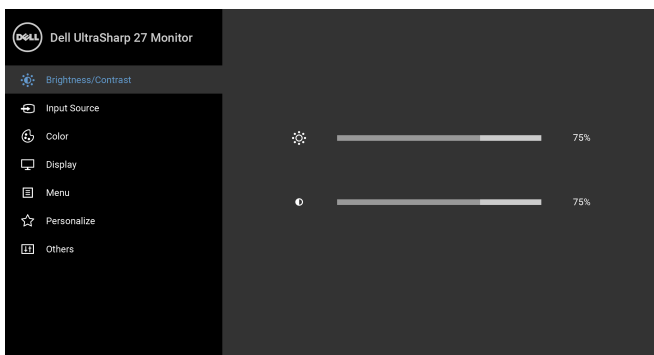 DELL
Dell UltraSharp 27 Monitor
Brightness/Contrast
Input Source
Color
75%
Display
Menu
75%
Personalize
Others